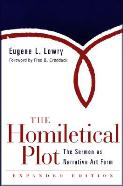 Eugene L. Lowry
Foreword by Fred B. Craddock
THE
Homiletical
Plot
The Sermon as
Narrative Art Form
EXPANDED EDITION